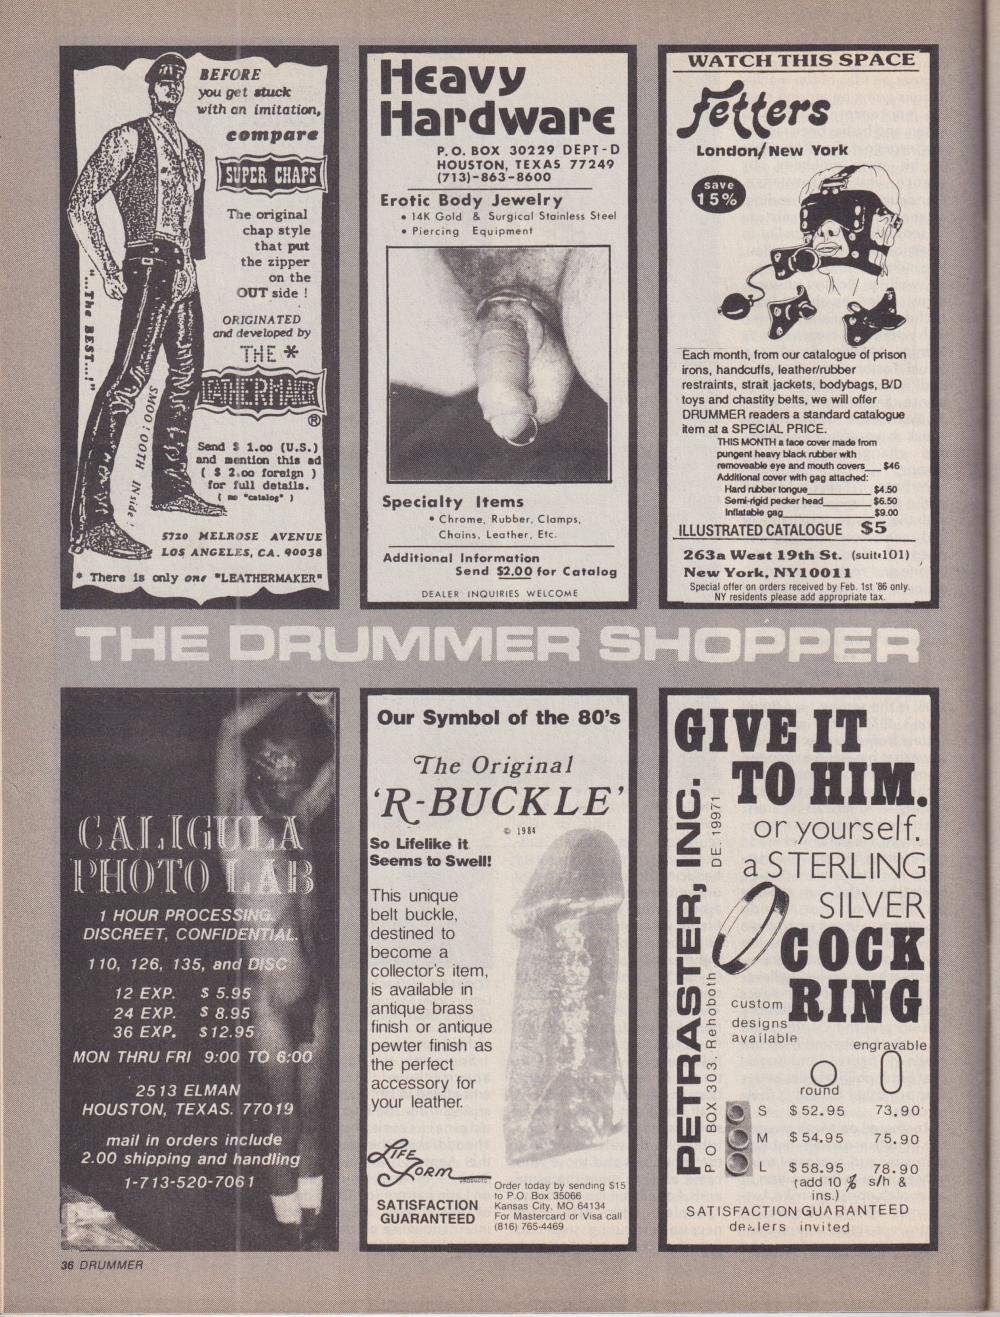 BEFORE
you get stuck
with an imitation,
compare
SUPER CHAPS
The original
chap style
that put
the zipper
on the
OUT side !
"...The BEST...!"
ORIGINATED
and developed by
THE *
LEATHERMAKER
®
SMOO!OOTH INside!
Send $ 1.00 (U.S.)
and mention this ad
( $ 2.00 foreign )
for full details.
( no "catalog" )
5720 MELROSE AVENUE
LOS ANGELES, CA. 90038
* There is only one "LEATHERMAKER"
Heavy
Hardware
P.O. BOX 30229 DEPT-D
HOUSTON, TEXAS 77249
(713)-863-8600
Erotic Body Jewelry
• 14K Gold & Surgical Stainless Steel
• Piercing Equipment
Specialty Items
• Chrome, Rubber, Clamps,
Chains, Leather, Etc.
Additional Information
Send $2.00 for Catalog
DEALER INQUIRIES WELCOME
WATCH THIS SPACE
Fetters
London/New York
save
15%
Each month, from our catalogue of prison
irons, handcuffs, leather/rubber
restraints, strait jackets, bodybags, B/D
toys and chastity belts, we will offer
DRUMMER readers a standard catalogue
item at a SPECIAL PRICE.
THIS MONTH a face cover made from
pungent heavy black rubber with
removeable eye and mouth covers___ $46
Additional cover with gag attached:
Hard rubber tongue__________ $4.50
Semi-rigid pecker head________ $6.50
Inflatable gag______________ $9.00
ILLUSTRATED CATALOGUE $5
263a West 19th St. (suit•101)
New York, NY10011
Special offer on orders received by Feb. 1st '86 only.
NY residents please add appropriate tax.
THE DRUMMER SHOPPER
CALIGULA
PHOTO LAB
1 HOUR PROCESSING.
DISCREET, CONFIDENTIAL.
110, 126, 135, and DISC
12 EXP. $ 5.95
24 EXP. $ 8.95
36 EXP. $12.95
MON THRU FRI 9:00 TO 6:00
2513 ELMAN
HOUSTON, TEXAS. 77019
mail in orders include
2.00 shipping and handling
1-713-520-7061
Our Symbol of the 80's
The Original
'R-BUCKLE'
© 1984
So Lifelike it
Seems to Swell!
This unique
belt buckle,
destined to
become a
collector's item,
is available in
antique brass
finish or antique
pewter finish as
the perfect
accessory for
your leather.
LIFE
FORM
PRODUCTS
SATISFACTION
GUARANTEED
Order today by sending $15
to P.O. Box 35066
Kansas City, MO 64134
For Mastercard or Visa call
(816) 765-4469
GIVE IT
TO HIM.
or yourself.
a STERLING
SILVER
COCK
RING
PETRASTER, INC.
P O BOX 303, Rehoboth DE. 19971
custom
designs
available
engravable
round
S $52.95 73,90
M $54.95 75.90
L $58.95 78.90
(add 10 % s/h &
ins.)
SATISFACTION GUARANTEED
dealers invited
36 DRUMMER